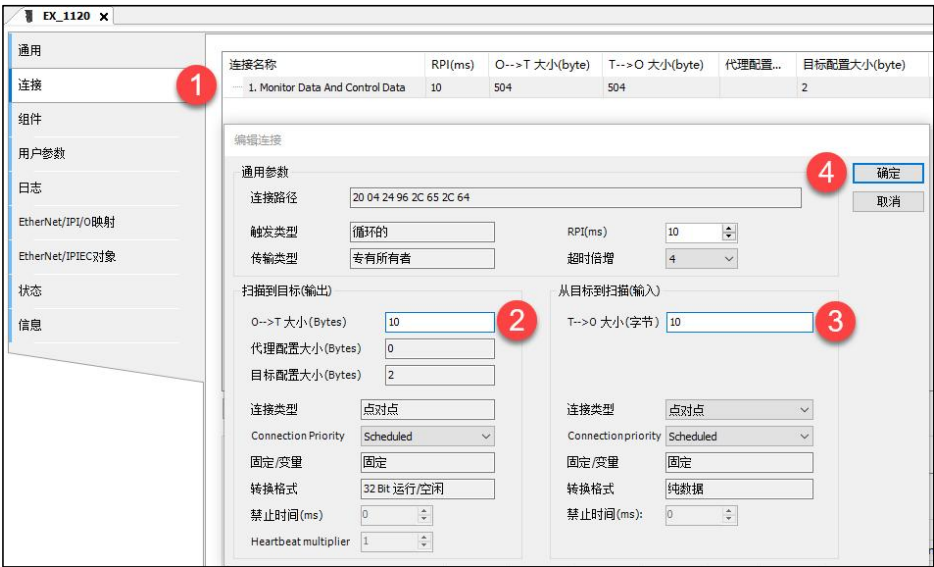 EX_1120 ×
通用
连接
1
组件
用户参数
日志
EtherNet/IPI/O映射
EtherNet/IPIEC对象
状态
信息
连接名称 RPI(ms) O-->T 大小(byte) T-->O 大小(byte) 代理配置... 目标配置大小(byte)
1. Monitor Data And Control Data 10 504 504 2
编辑连接
通用参数
4 确定
连接路径 20 04 24 96 2C 65 2C 64
取消
触发类型 循环的 RPI(ms) 10
传输类型 专有所有者 超时倍增 4
扫描到目标(输出) 从目标到扫描(输入)
O-->T 大小(Bytes) 10 2 T-->O 大小(字节) 10 3
代理配置大小(Bytes) 0
目标配置大小(Bytes) 2
连接类型 点对点 连接类型 点对点
Connection Priority Scheduled Connectionpriority Scheduled
固定/变量 固定 固定/变量 固定
转换格式 32 Bit 运行/空闲 转换格式 纯数据
禁止时间(ms) 0 禁止时间(ms): 0
Heartbeat multiplier 1